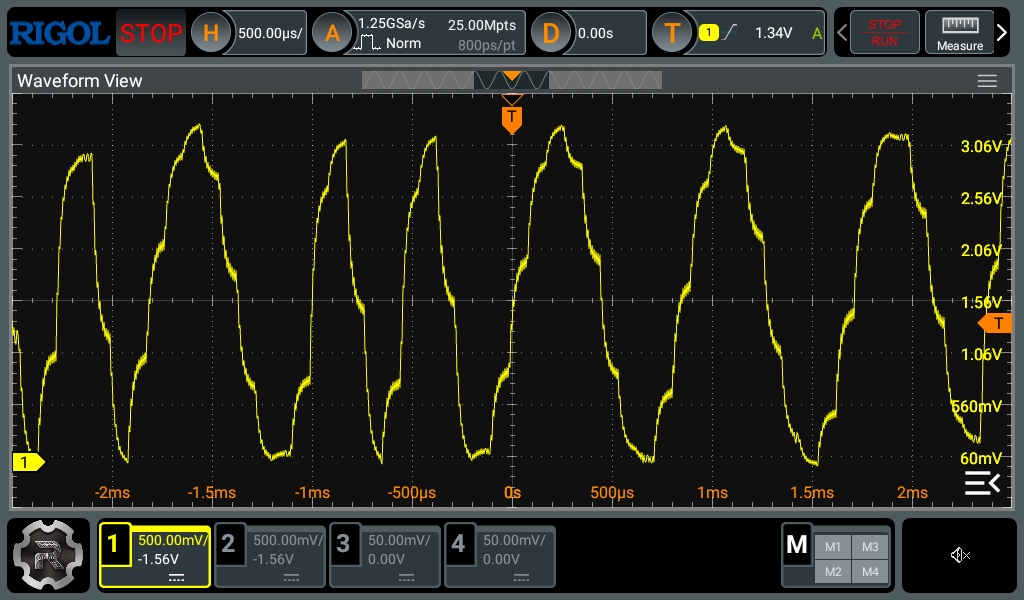 RIGOL STOP H 500.00µs/ A 1.25GSa/s 25.00Mpts D 0.00s T 1 1.34V A STOP
Norm 800ps/pt RUN Measure
Waveform View
T
3.06V
2.56V
2.06V
1.56V
T
1.06V
560mV
1 60mV
-2ms -1.5ms -1ms -500µs 0s 500µs 1ms 1.5ms 2ms
R 1 500.00mV/ 2 500.00mV/ 3 50.00mV/ 4 50.00mV/ M M1 M3
-1.56V -1.56V 0.00V 0.00V M2 M4